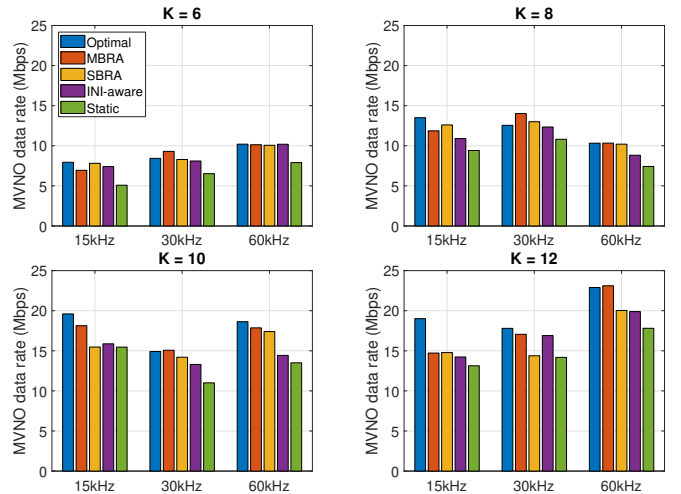 K = 6
MVNO data rate (Mbps)
25
20
15
10
5
0
Optimal
MBRA
SBRA
INI-aware
Static
15kHz
30kHz
60kHz
K = 8
MVNO data rate (Mbps)
25
20
15
10
5
0
15kHz
30kHz
60kHz
K = 10
MVNO data rate (Mbps)
25
20
15
10
5
0
15kHz
30kHz
60kHz
K = 12
MVNO data rate (Mbps)
25
20
15
10
5
0
15kHz
30kHz
60kHz